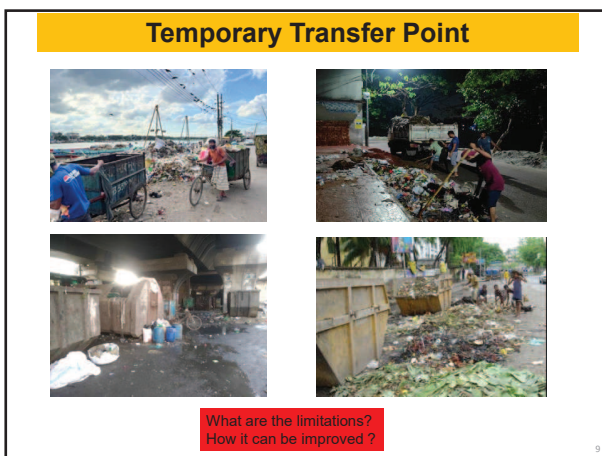 Temporary Transfer Point
What are the limitations?
How it can be improved ?
9